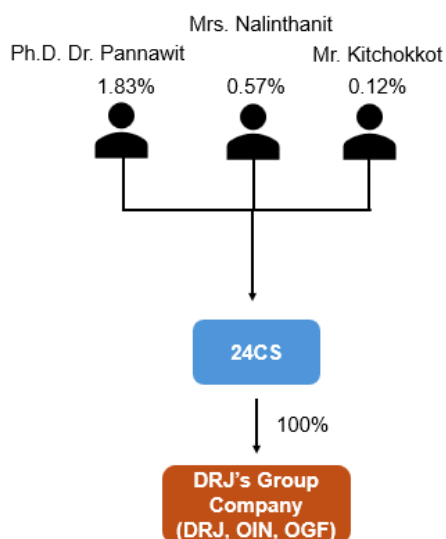 Mrs. Nalinthanit
Ph.D. Dr. Pannawit
Mr. Kitchokkot
1.83%
0.57%
0.12%
24CS
100%
DRJ's Group
Company
(DRJ, OIN, OGF)